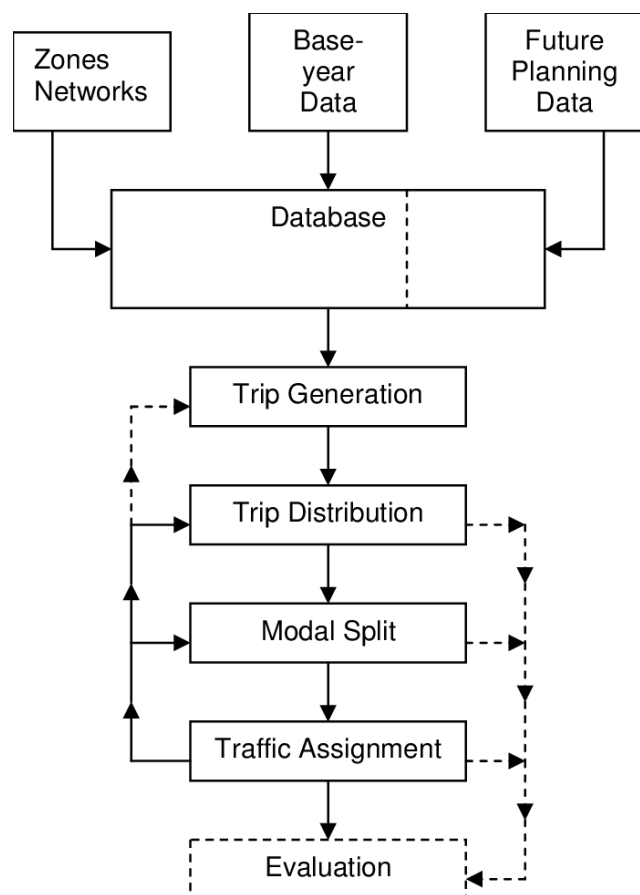 Zones
Networks
Base-
year
Data
Future
Planning
Data
Database
Trip Generation
Trip Distribution
Modal Split
Traffic Assignment
Evaluation